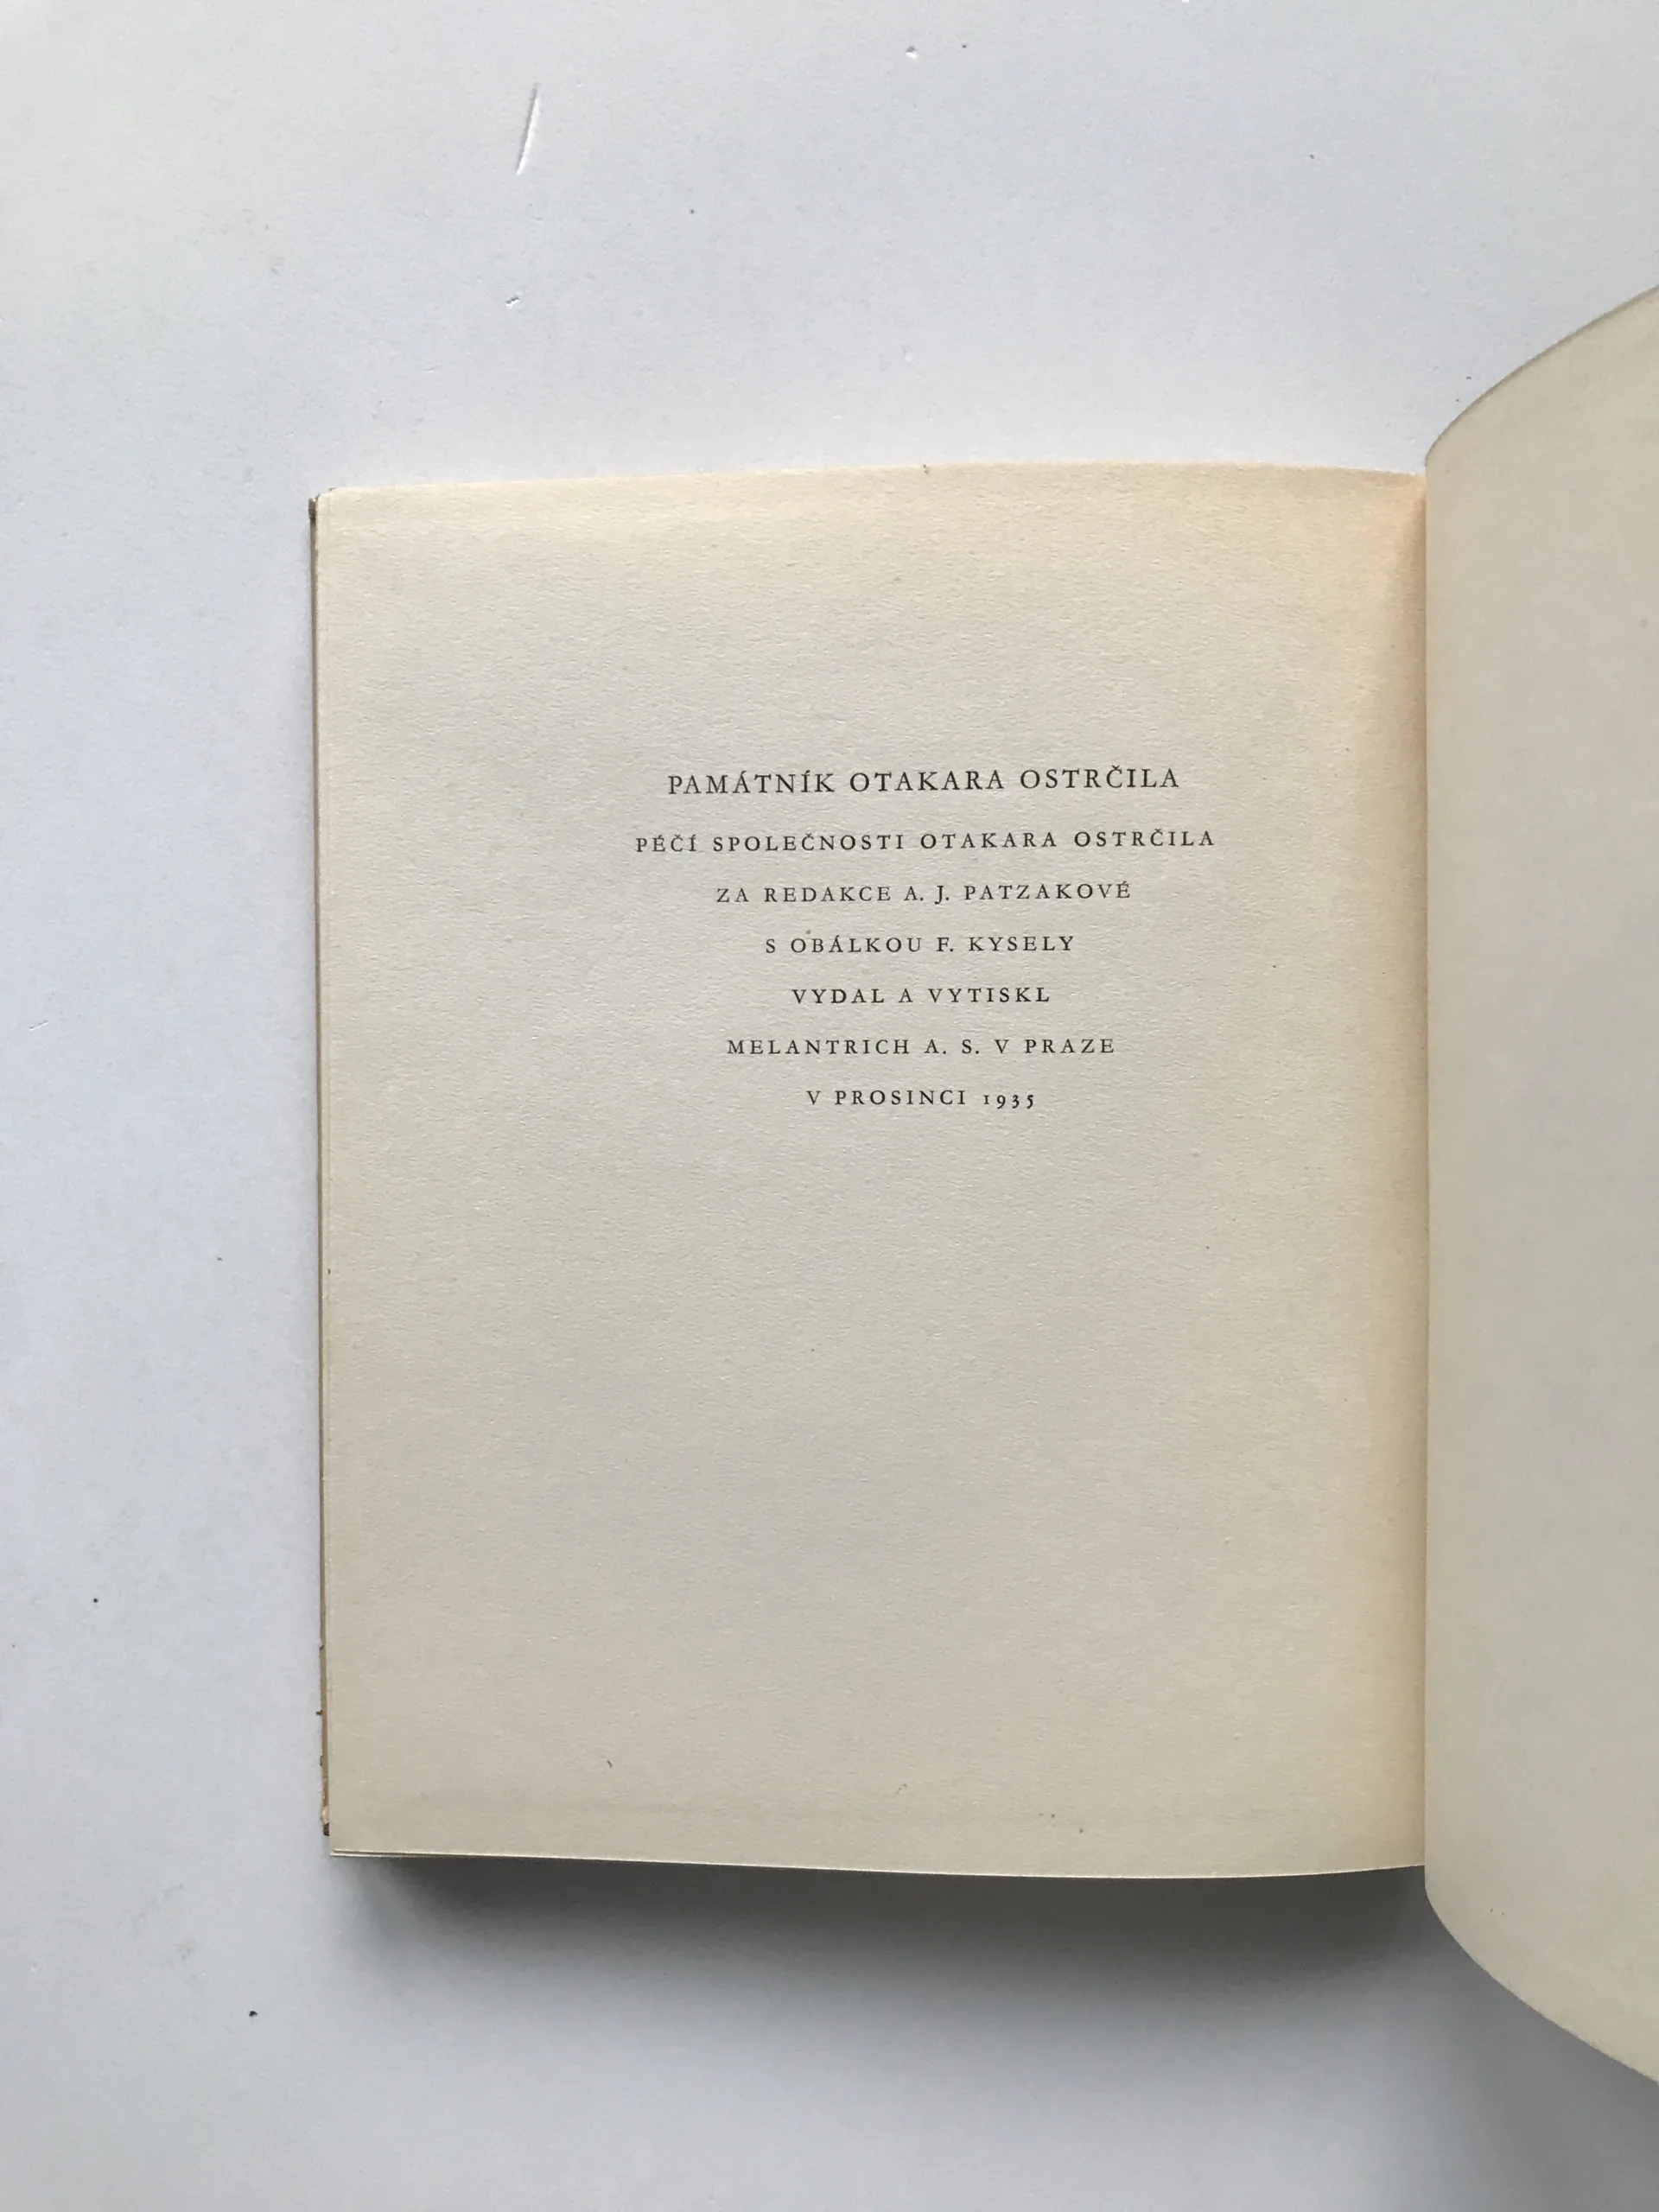 PAMÁTNÍK OTAKARA OSTRČILA
PÉČÍ SPOLEČNOSTI OTAKARA OSTRČILA
ZA REDAKCE A. J. PATZAKOVÉ
S OBÁLKOU F. KYSELY
VYDAL A VYTISKL
MELANTRICH A. S. V PRAZE
V PROSINCI 1935